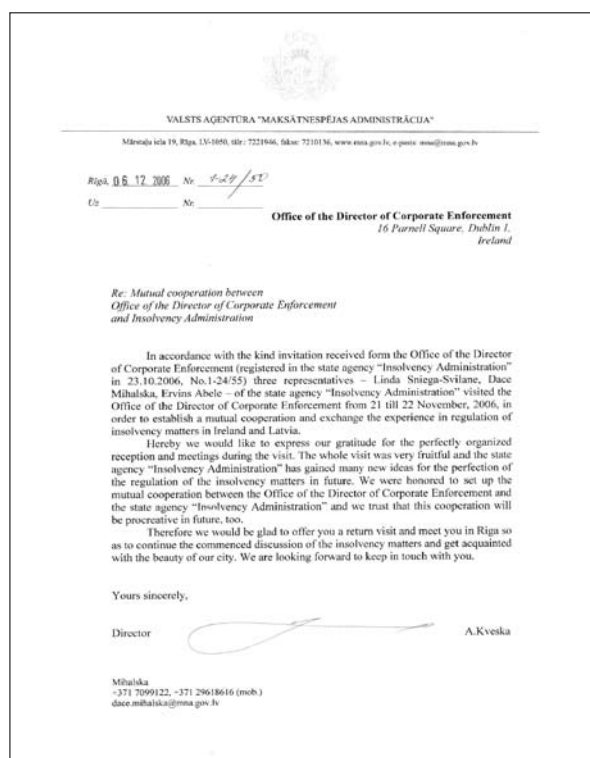 VALSTS AĢENTŪRA "MAKSĀTNESPĒJAS ADMINISTRĀCIJA"
Mārstaļu iela 19, Rīga, LV-1050, tālr.: 7221946, fakss: 7210136, www.mna.gov.lv, e-pasts: mna@mna.gov.lv
Rīgā, 06 12 2006 Nr. 1-24/50
Uz Nr.
Office of the Director of Corporate Enforcement
16 Parnell Square, Dublin 1,
Ireland
Re: Mutual cooperation between
Office of the Director of Corporate Enforcement
and Insolvency Administration
In accordance with the kind invitation received form the Office of the Director
of Corporate Enforcement (registered in the state agency "Insolvency Administration"
in 23.10.2006, No.1-24/55) three representatives – Linda Sniega-Svilane, Dace
Mihalska, Ervins Abele – of the state agency "Insolvency Administration" visited the
Office of the Director of Corporate Enforcement from 21 till 22 November, 2006, in
order to establish a mutual cooperation and exchange the experience in regulation of
insolvency matters in Ireland and Latvia.
Hereby we would like to express our gratitude for the perfectly organized
reception and meetings during the visit. The whole visit was very fruitful and the state
agency "Insolvency Administration" has gained many new ideas for the perfection of
the regulation of the insolvency matters in future. We were honored to set up the
mutual cooperation between the Office of the Director of Corporate Enforcement and
the state agency "Insolvency Administration" and we trust that this cooperation will
be procreative in future, too.
Therefore we would be glad to offer you a return visit and meet you in Riga so
as to continue the commenced discussion of the insolvency matters and get acquainted
with the beauty of our city. We are looking forward to keep in touch with you.
Yours sincerely,
Director A.Kveska
Mihalska
+371 7099122, +371 29618616 (mob.)
dace.mihalska@mna.gov.lv